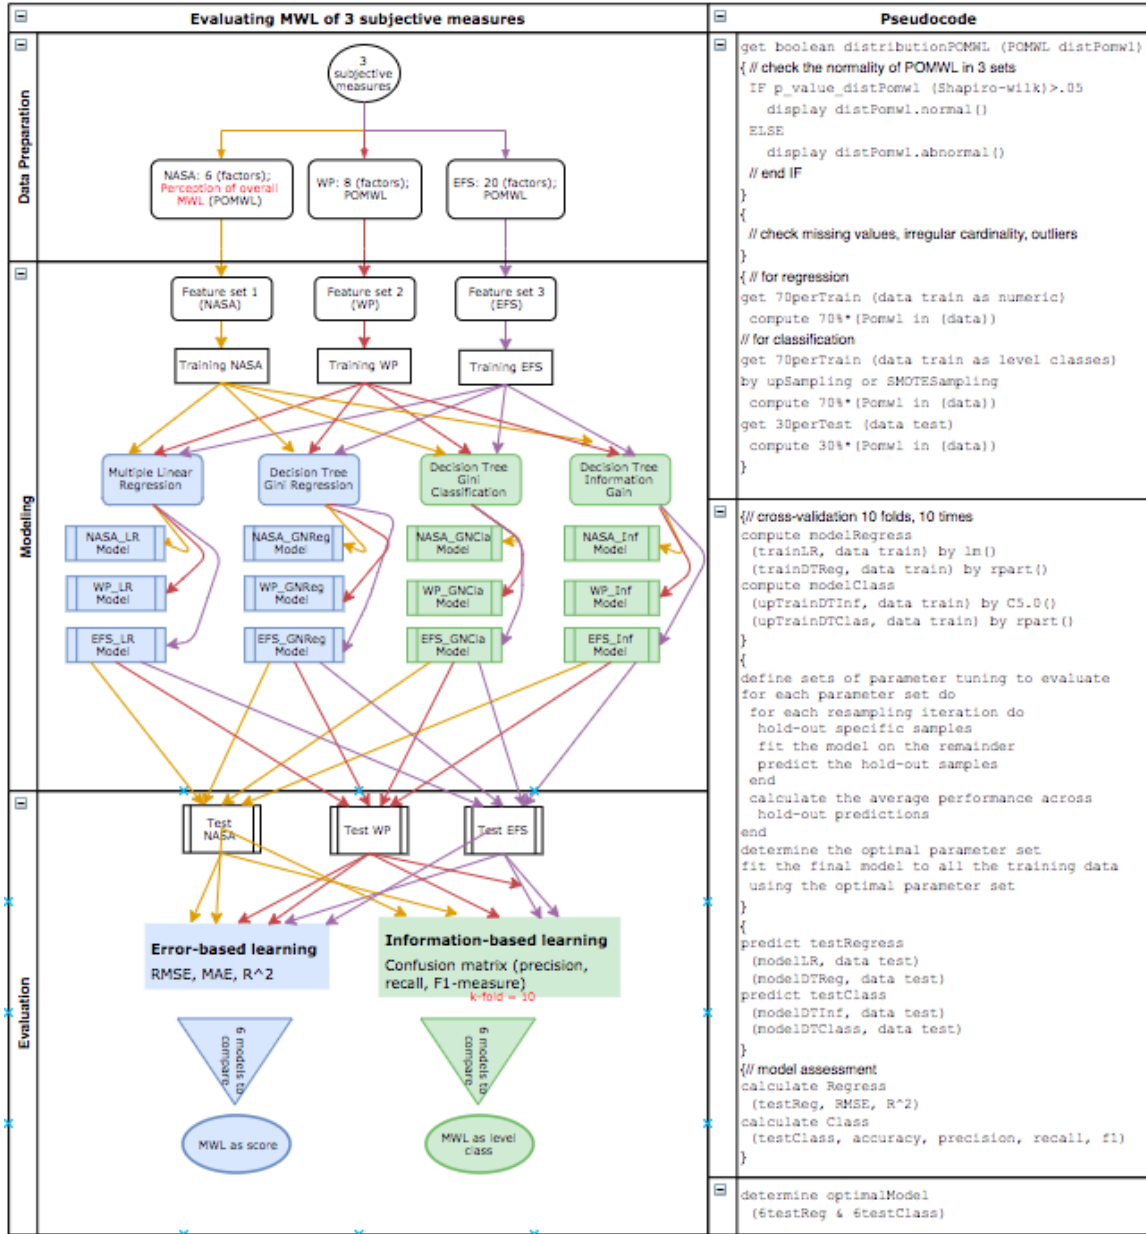 Evaluating MWL of 3 subjective measures
Pseudocode
Data Preparation
3
subjective
measures
NASA: 6 (factors);
Perception of overall
MWL (POMWL)
WP: 8 (factors);
POMWL
EFS: 20 (factors);
POMWL
Modeling
Feature set 1
(NASA)
Feature set 2
(WP)
Feature set 3
(EFS)
Training NASA
Training WP
Training EFS
Multiple Linear
Regression
Decision Tree
Gini Regression
Decision Tree
Gini
Classification
Decision Tree
Information
Gain
NASA_LR
Model
NASA_GNReg
Model
NASA_GNCla
Model
NASA_Inf
Model
WP_LR
Model
WP_GNReg
Model
WP_GNCla
Model
WP_Inf
Model
EFS_LR
Model
EFS_GNReg
Model
EFS_GNCla
Model
EFS_Inf
Model
Evaluation
Test
NASA
Test WP
Test EFS
Error-based learning
RMSE, MAE, R^2
Information-based learning
Confusion matrix (precision,
recall, F1-measure)
k-fold = 10
6 models to
compare
6 models to
compare
MWL as score
MWL as level
class
get boolean distributionPOMWL (POMWL distPomwl)
{ // check the normality of POMWL in 3 sets
IF p_value_distPomwl (Shapiro-wilk)>.05
display distPomwl.normal()
ELSE
display distPomwl.abnormal()
// end IF
}
{
// check missing values, irregular cardinality, outliers
}
{ // for regression
get 70perTrain (data train as numeric)
compute 70%*(Pomwl in (data))
// for classification
get 70perTrain (data train as level classes)
by upSampling or SMOTESampling
compute 70%*(Pomwl in (data))
get 30perTest (data test)
compute 30%*(Pomwl in (data))
}
{// cross-validation 10 folds, 10 times
compute modelRegress
(trainLR, data train) by lm()
(trainDTReg, data train) by rpart()
compute modelClass
(upTrainDTInf, data train) by C5.0()
(upTrainDTClas, data train) by rpart()
}
{
define sets of parameter tuning to evaluate
for each parameter set do
for each resampling iteration do
hold-out specific samples
fit the model on the remainder
predict the hold-out samples
end
calculate the average performance across
hold-out predictions
end
determine the optimal parameter set
fit the final model to all the training data
using the optimal parameter set
}
{
predict testRegress
(modelLR, data test)
(modelDTReg, data test)
predict testClass
(modelDTInf, data test)
(modelDTClass, data test)
}
{// model assessment
calculate Regress
(testReg, RMSE, R^2)
calculate Class
(testClass, accuracy, precision, recall, f1)
}
determine optimalModel
(6testReg & 6testClass)